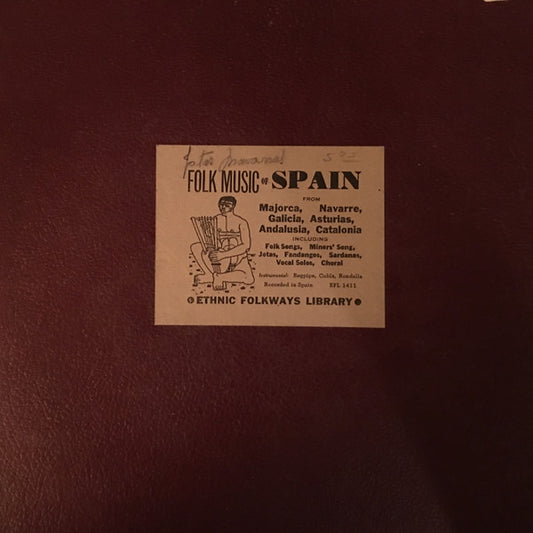 FOLK MUSIC OF SPAIN
FROM
Majorca, Navarre,
Galicia, Asturias,
Andalusia, Catalonia
INCLUDING
Folk Songs, Miners' Song,
Jotas, Fandangos, Sardanas,
Vocal Solos, Choral
Instrumental: Bagpipe, Cobla, Rondalla
Recorded in Spain EFL 1411
ETHNIC FOLKWAYS LIBRARY